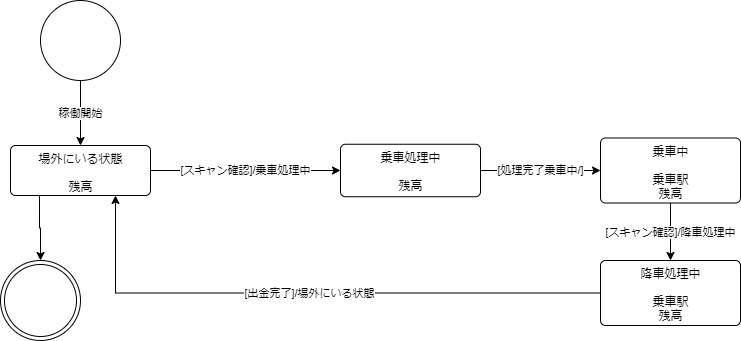 稼働開始
場外にいる状態
残高
[スキャン確認]/乗車処理中
乗車処理中
残高
[処理完了乗車中/]
乗車中
乗車駅
残高
[スキャン確認]/降車処理中
降車処理中
乗車駅
残高
[出金完了]/場外にいる状態